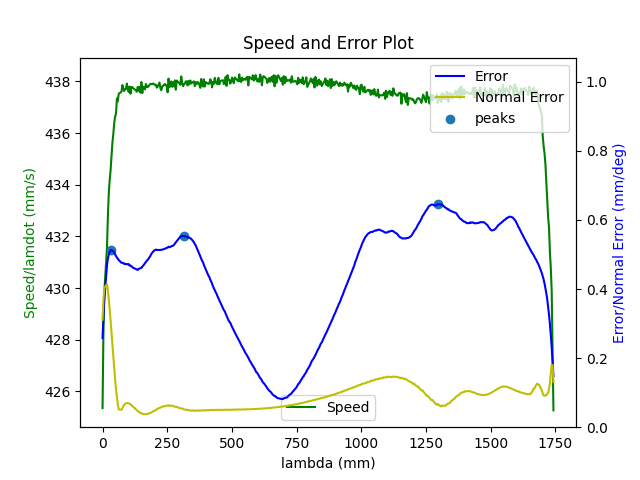 Speed and Error Plot
Speed/lamdot (mm/s)
438
436
434
432
430
428
426
Error
Normal Error
peaks
Speed
1.0
0.8
0.6
0.4
0.2
0.0
Error/Normal Error (mm/deg)
0
250
500
750
1000
1250
1500
1750
lambda (mm)